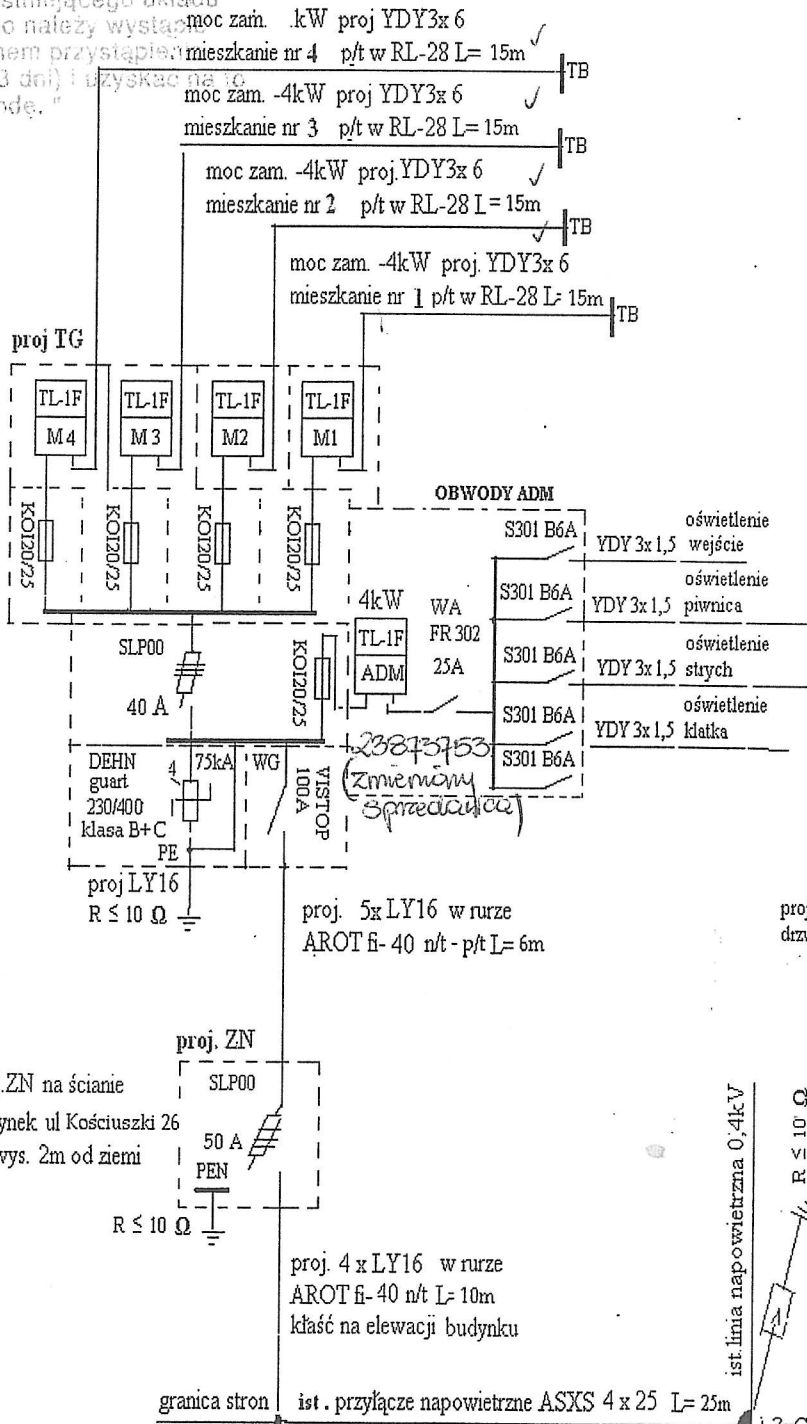 należy wystąpić
przystąpieni
3 dni) i uzyskać na to
moc zam. .kW proj YDY3x 6
mieszkanie nr 4 p/t w RL-28 L= 15m
TB
moc zam. -4kW proj YDY3x 6
mieszkanie nr 3 p/t w RL-28 L= 15m
TB
moc zam. -4kW proj. YDY3x 6
mieszkanie nr 2 p/t w RL-28 L= 15m
TB
moc zam. -4kW proj. YDY3x 6
mieszkanie nr 1 p/t w RL-28 L= 15m
TB
proj TG
TL-1F
M4
TL-1F
M3
TL-1F
M2
TL-1F
M1
KOI20/25
KOI20/25
KOI20/25
KOI20/25
OBWODY ADM
S301 B6A
YDY 3x 1,5
oświetlenie
wejście
S301 B6A
YDY 3x 1,5
oświetlenie
piwnica
S301 B6A
YDY 3x 1,5
oświetlenie
strych
S301 B6A
YDY 3x 1,5
oświetlenie
klatka
S301 B6A
4kW
TL-1F
ADM
WA
FR 302
25A
SLP00
40 A
KOI20/25
23873753
(zmieniony
sprzedawca)
DEHN
guart
230/400
klasa B+C
4
75kA
PE
WG
VISTOP
100A
proj LY16
R ≤ 10 Ω
proj. 5x LY16 w rurze
AROT fi- 40 n/t - p/t L= 6m
proj
proj. ZN
.ZN na ścianie
ynek ul Kościuszki 26
wys. 2m od ziemi
SLP00
50 A
PEN
R ≤ 10 Ω
proj. 4 x LY16 w rurze
AROT fi- 40 n/t L= 10m
kłaść na elewacji budynku
ist.linia napowietrzna 0,4kV
R ≤ 10 Ω
granica stron
ist . przyłącze napowietrzne ASXS 4 x 25 L= 25m